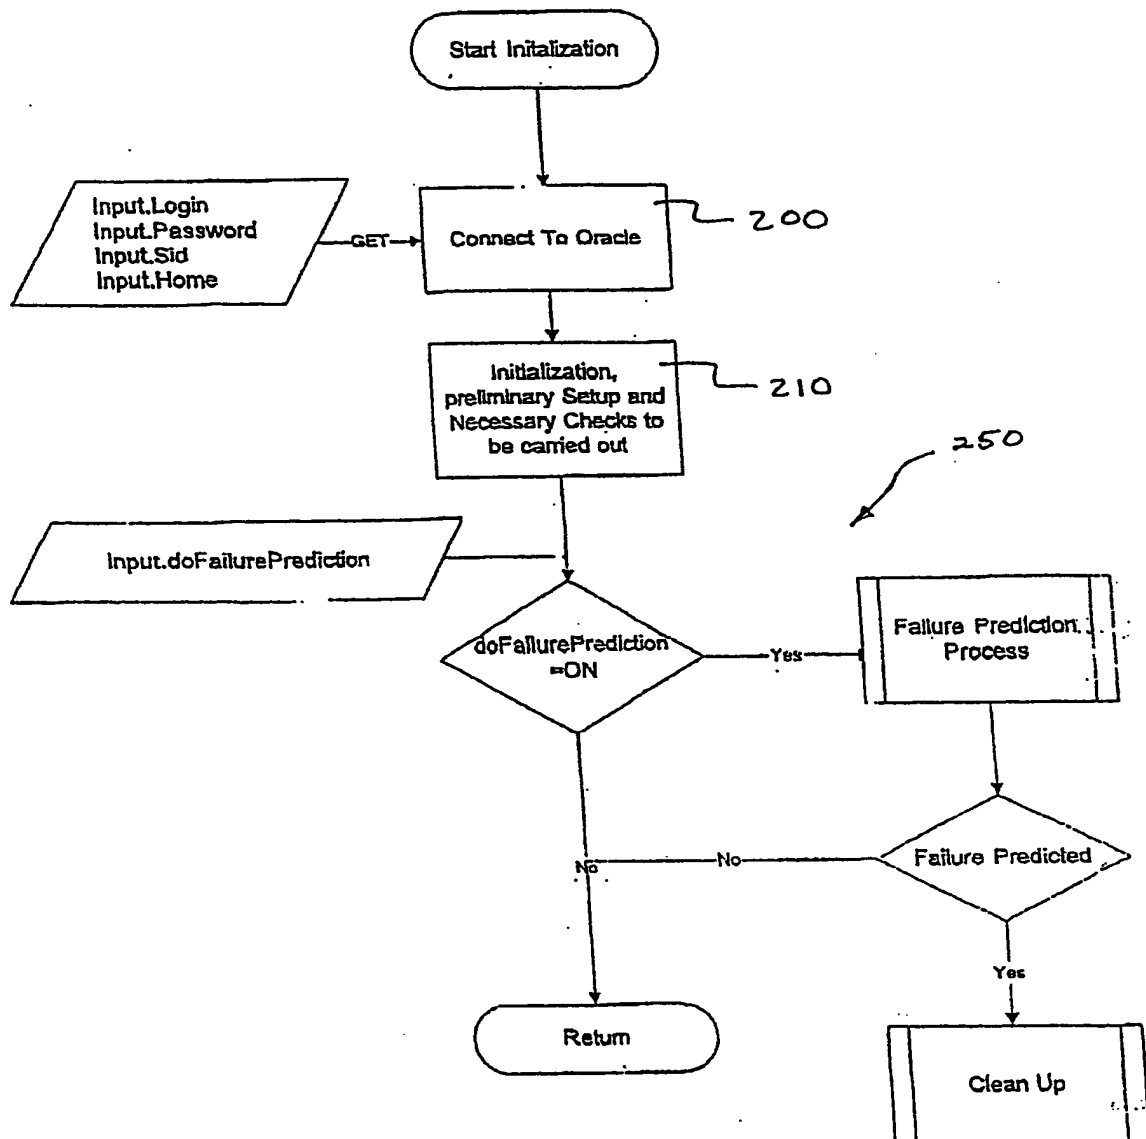 Start Initalization
Input.Login
Input.Password
Input.Sid
Input.Home
GET
Connect To Oracle
200
Initialization,
preliminary Setup and
Necessary Checks to
be carried out
210
250
Input.doFailurePrediction
doFailurePrediction
=ON
Yes
Failure Prediction
Process
No
No
Failure Predicted
Yes
Return
Clean Up